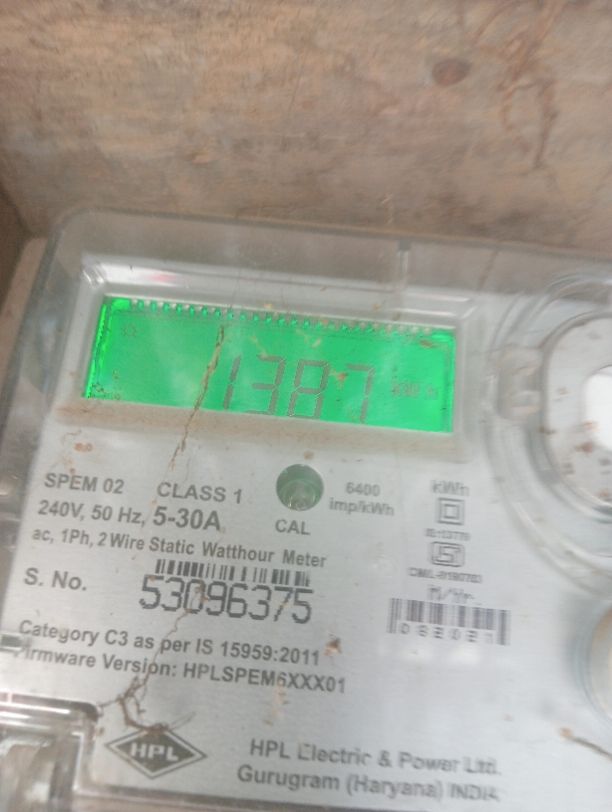 1387
SPEM 02 CLASS 1
6400
imp/kWh
kWh
240V, 50 Hz, 5-30A
CAL
ac, 1Ph, 2 Wire Static Watthour Meter
S. No.
53096375
M/Yr.
Category C3 as per IS 15959:2011
Firmware Version: HPLSPEM6XXX01
HPL
HPL Electric & Power Ltd.
Gurugram (Haryana) INDIA